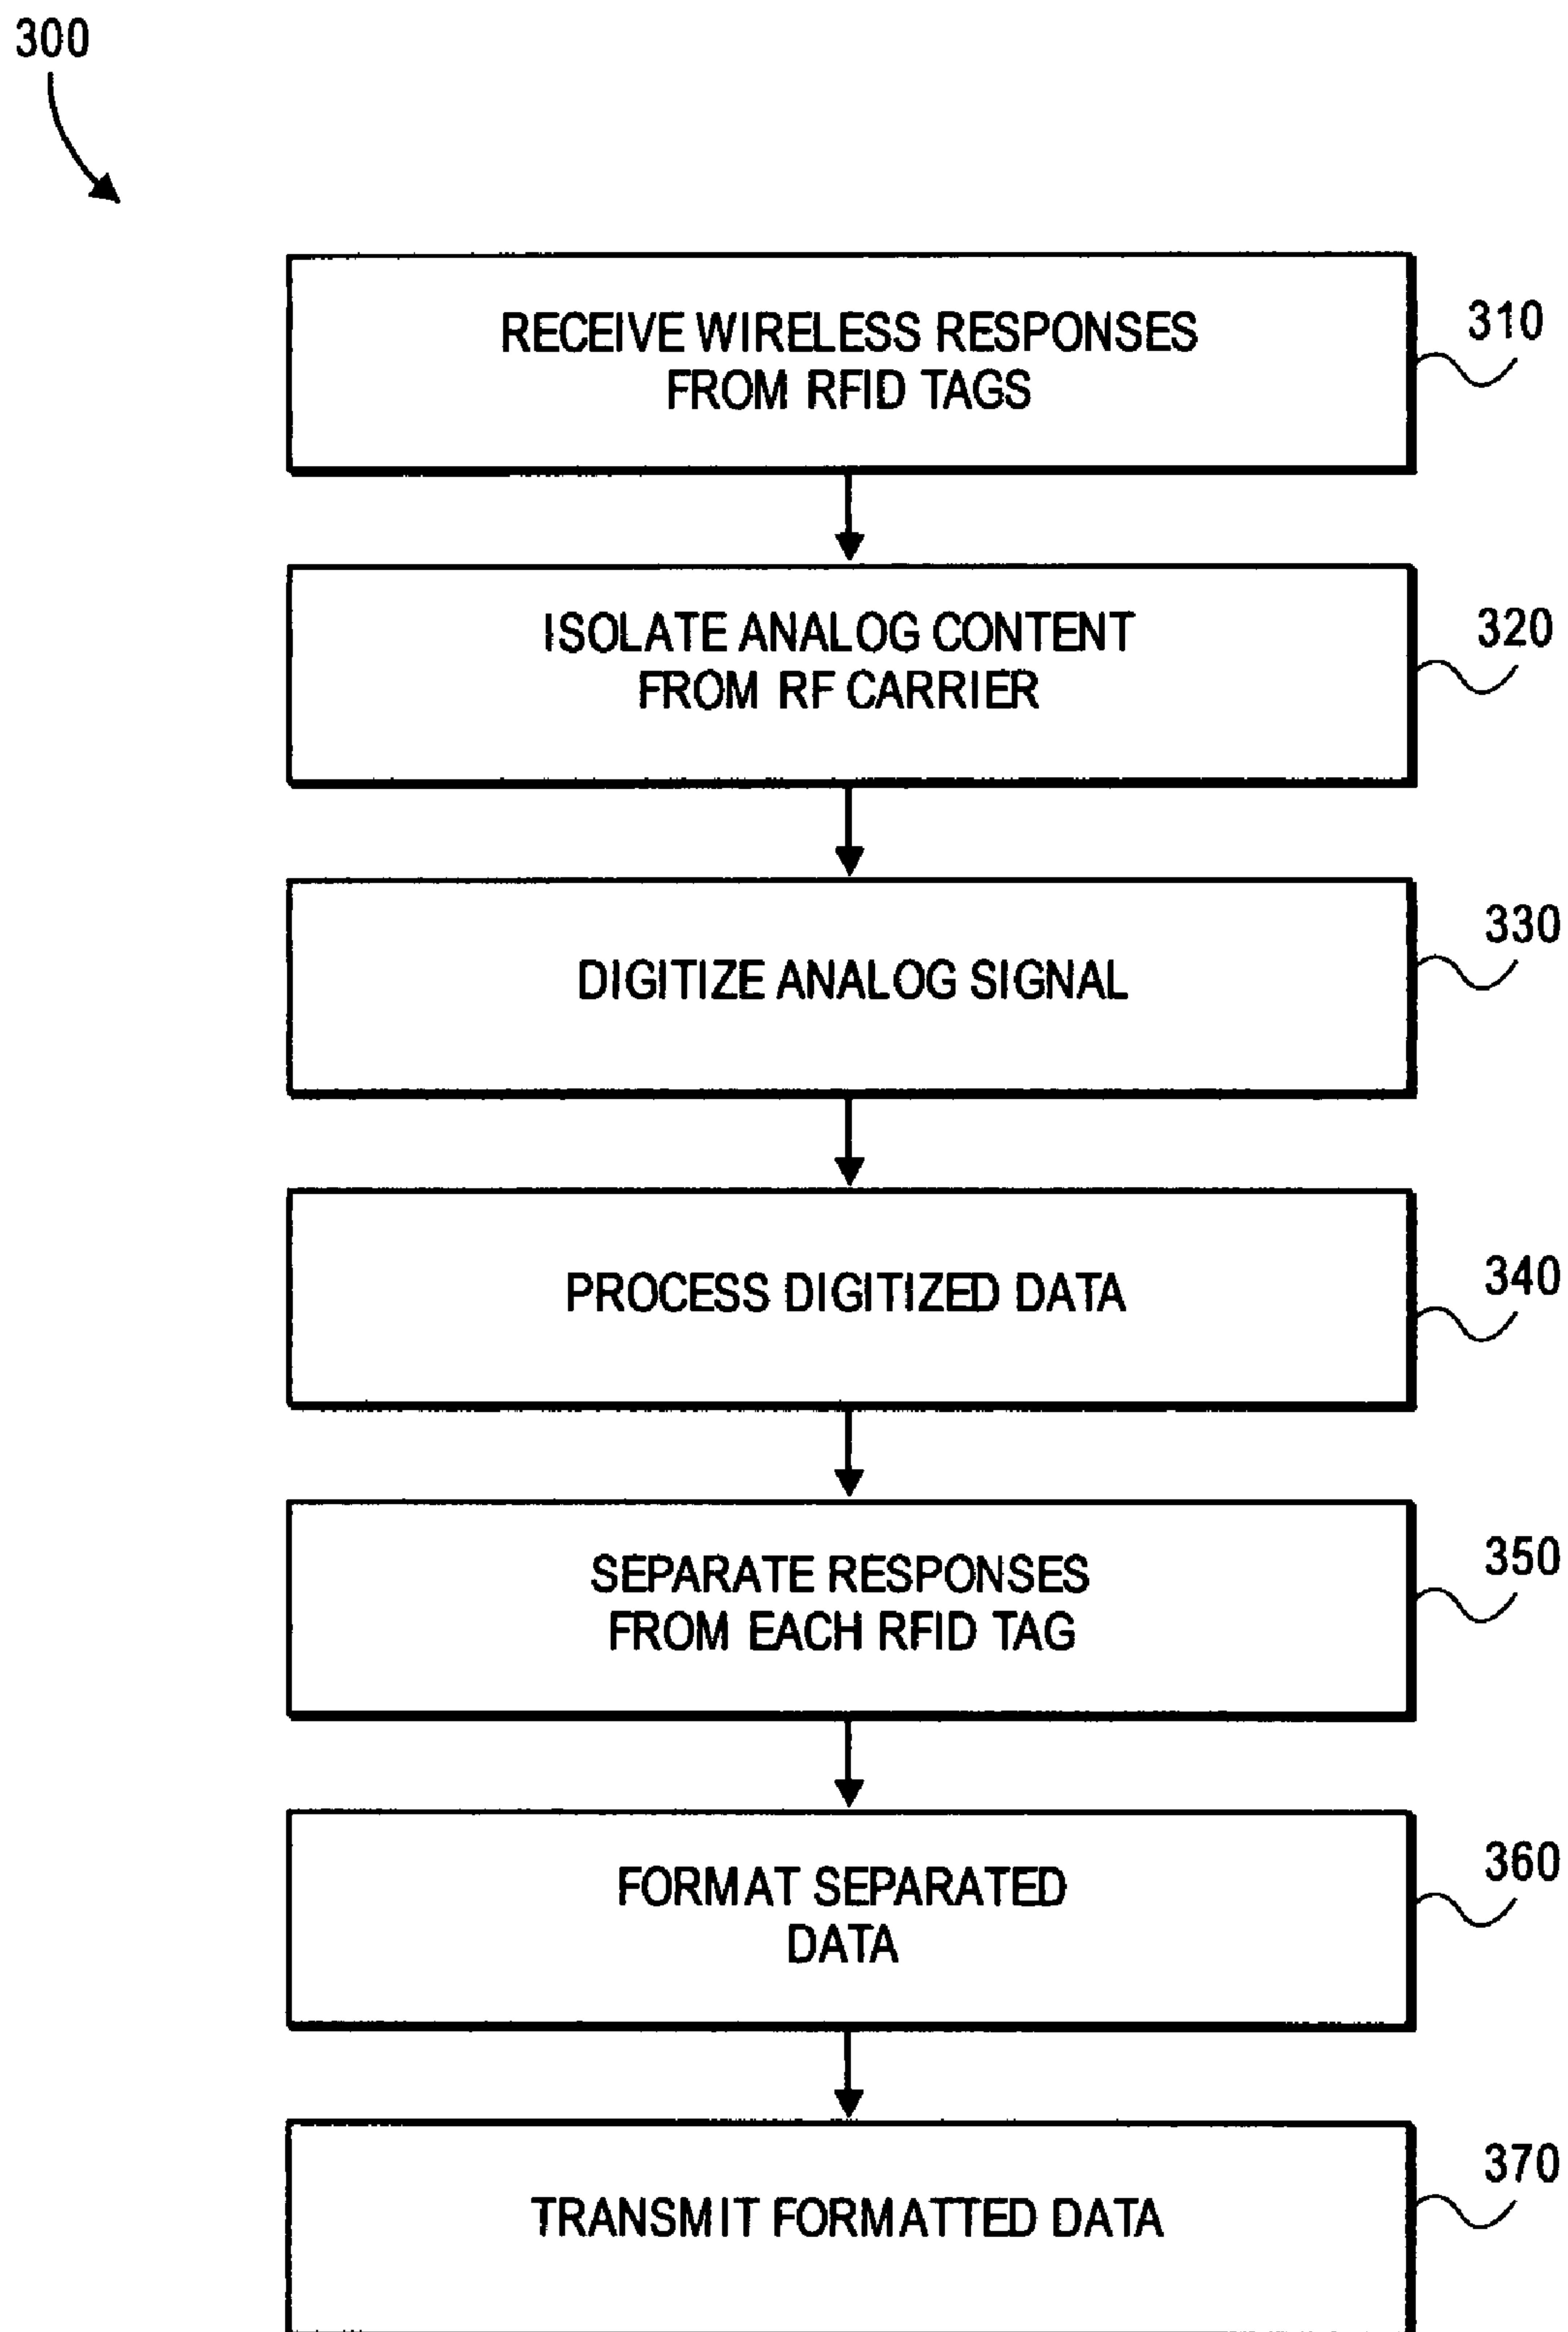 300
RECEIVE WIRELESS RESPONSES
FROM RFID TAGS
310
ISOLATE ANALOG CONTENT
FROM RF CARRIER
320
DIGITIZE ANALOG SIGNAL
330
PROCESS DIGITIZED DATA
340
SEPARATE RESPONSES
FROM EACH RFID TAG
350
FORMAT SEPARATED
DATA
360
TRANSMIT FORMATTED DATA
370